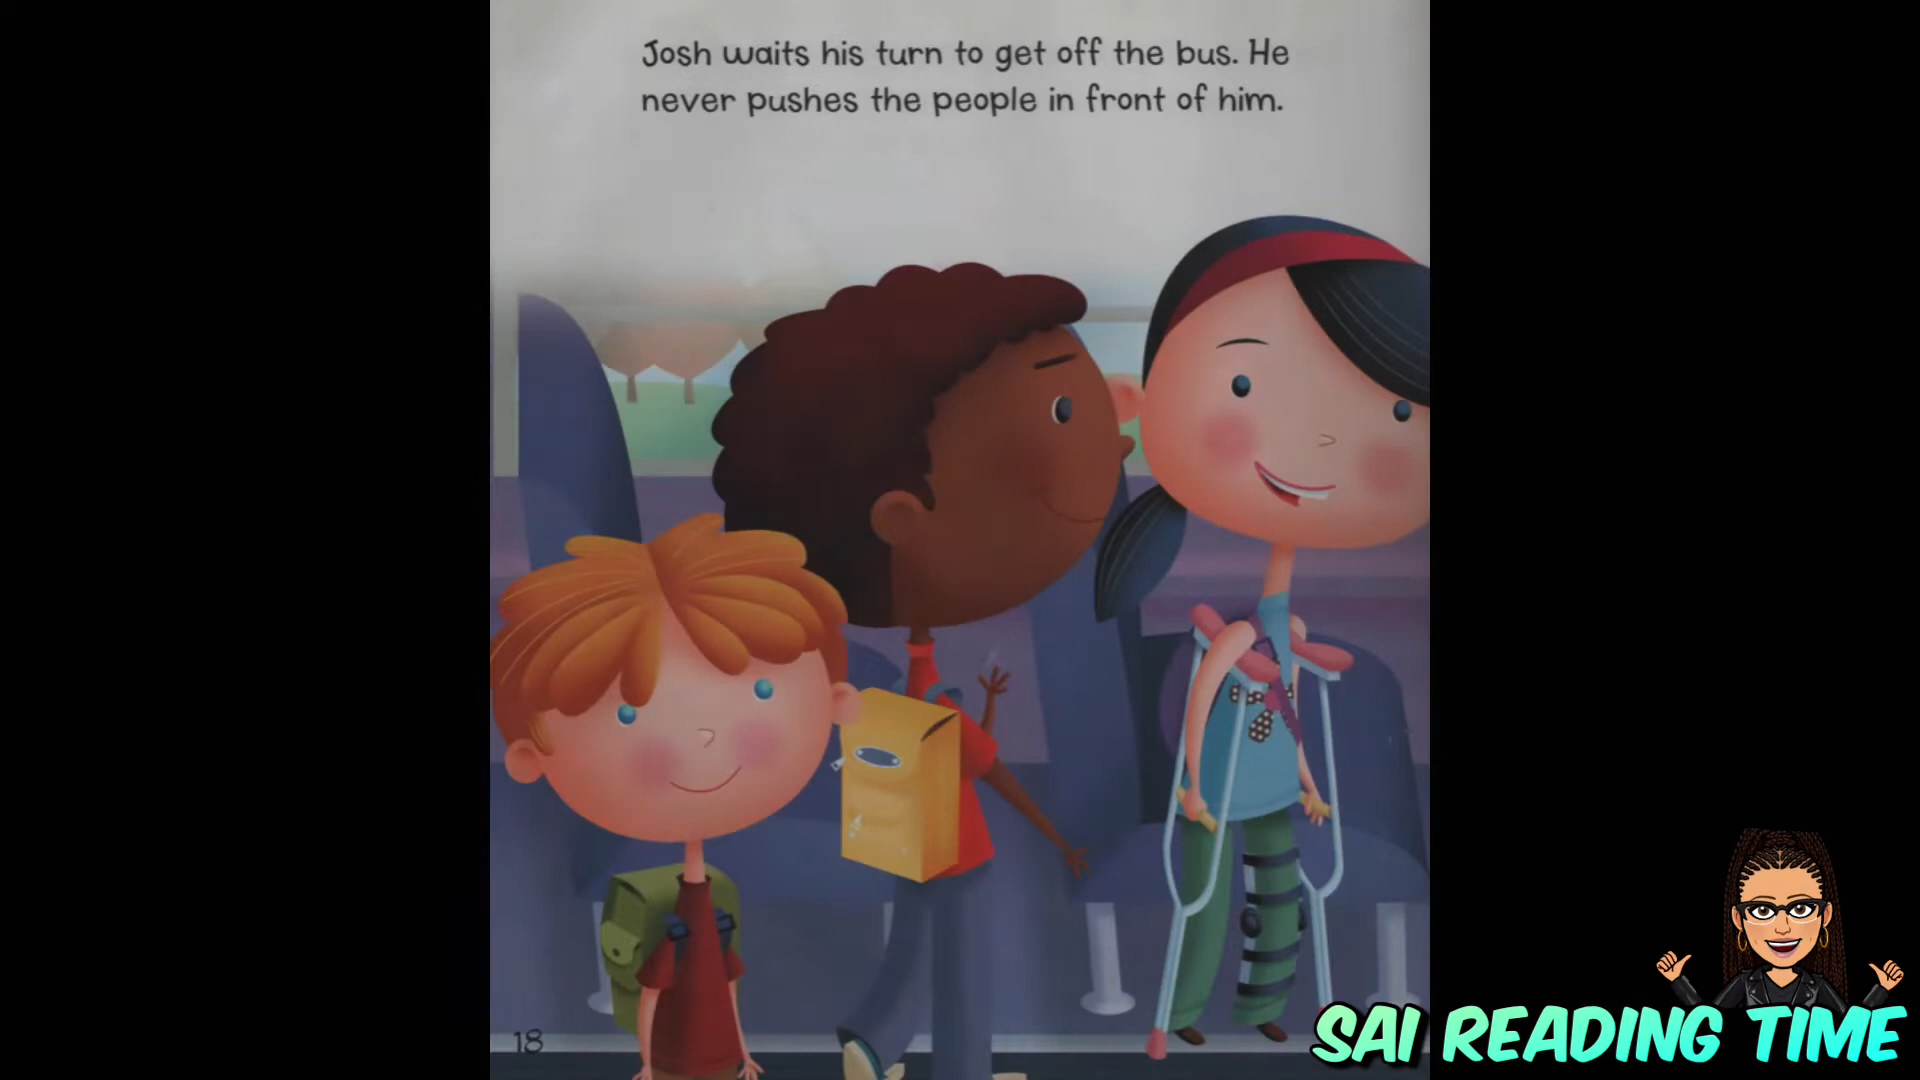 Josh waits his turn to get off the bus. He
never pushes the people in front of him.
18
SAI READING TIME